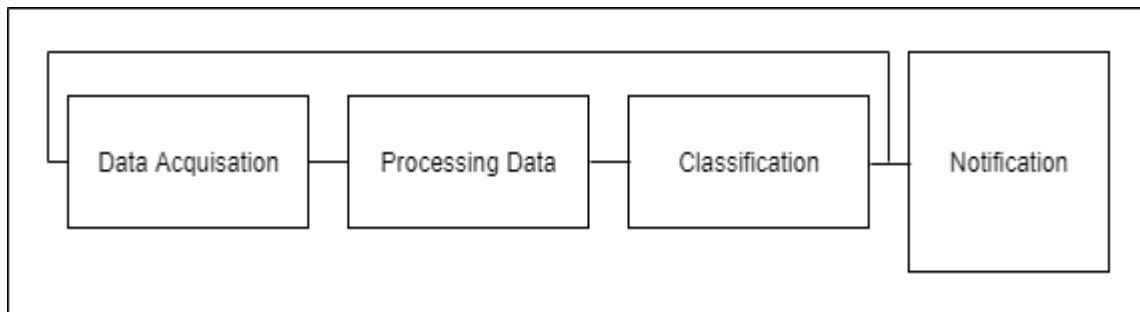 Data Acquisation
Processing Data
Classification
Notification